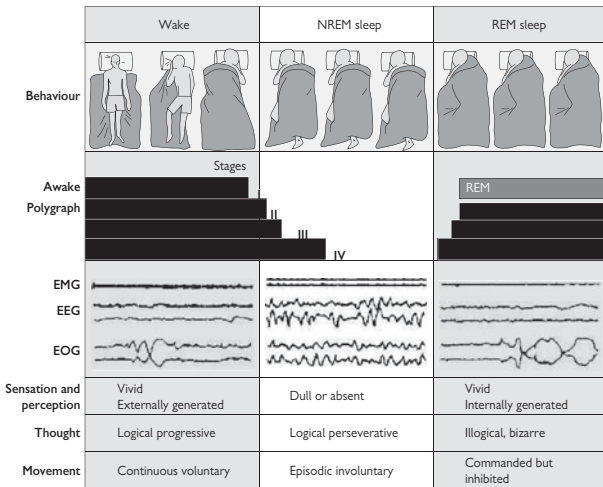 Wake NREM sleep REM sleep
Behaviour
Stages
Awake
REM
I
Polygraph
II
III
IV
EMG
EEG
EOG
Sensation and perception
Vivid
Externally generated
Dull or absent
Vivid
Internally generated
Thought
Logical progressive
Logical perseverative
Illogical, bizarre
Movement
Continuous voluntary
Episodic involuntary
Commanded but
inhibited